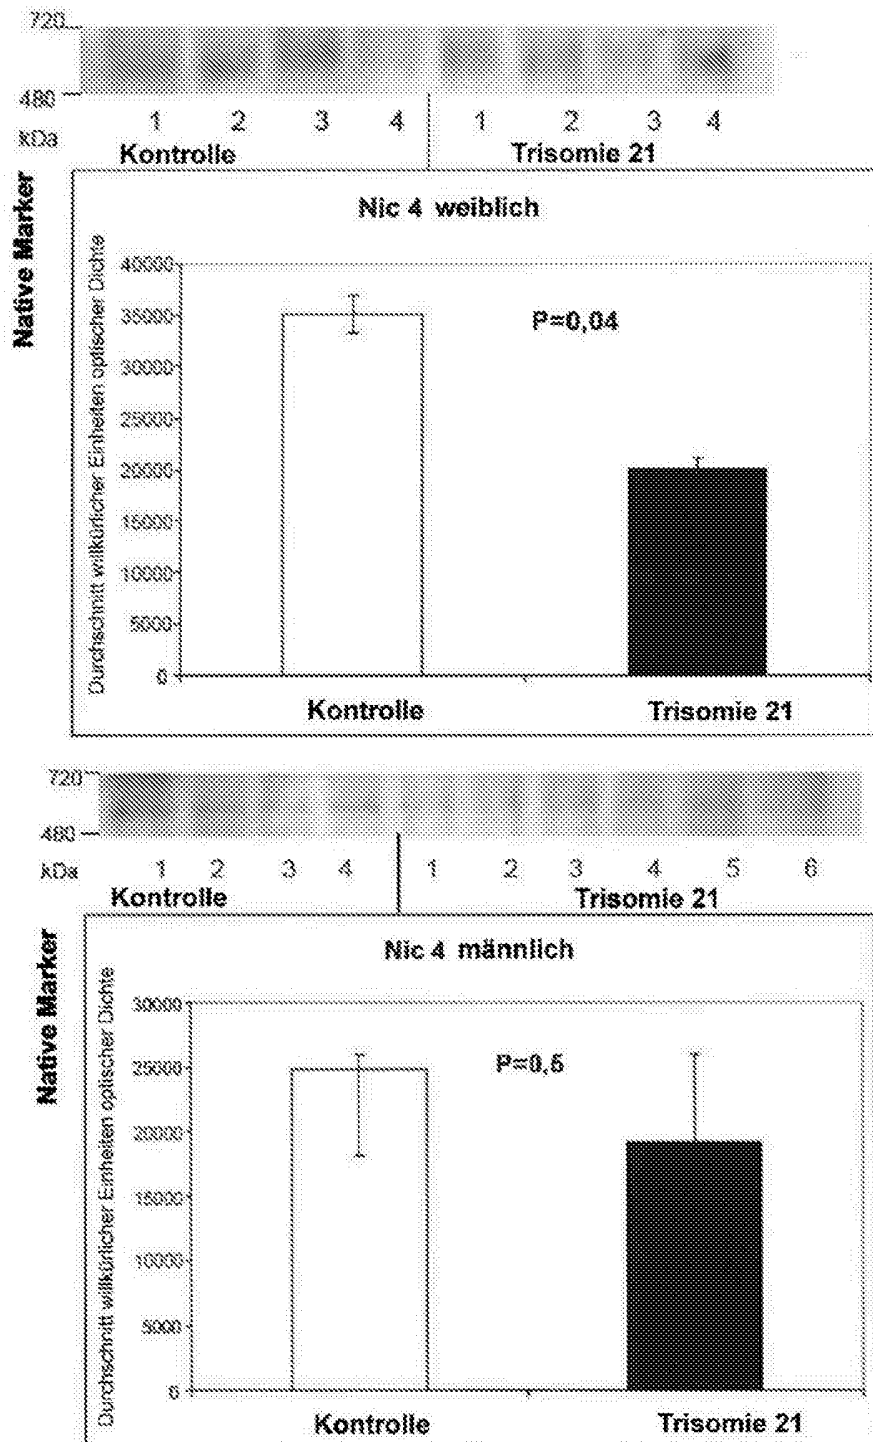 720
480
kDa
1 2 3 4 1 2 3 4
Kontrolle Trisomie 21
Native Marker
Nic 4 weiblich
Durchschnitt willkürlicher Einheiten optischer Dichte
40000
35000
30000
25000
20000
15000
10000
5000
0
P=0,04
Kontrolle Trisomie 21
720
480
kDa
1 2 3 4 1 2 3 4 5 6
Kontrolle Trisomie 21
Native Marker
Nic 4 männlich
Durchschnitt willkürlicher Einheiten optischer Dichte
30000
25000
20000
15000
10000
5000
0
P=0,5
Kontrolle Trisomie 21